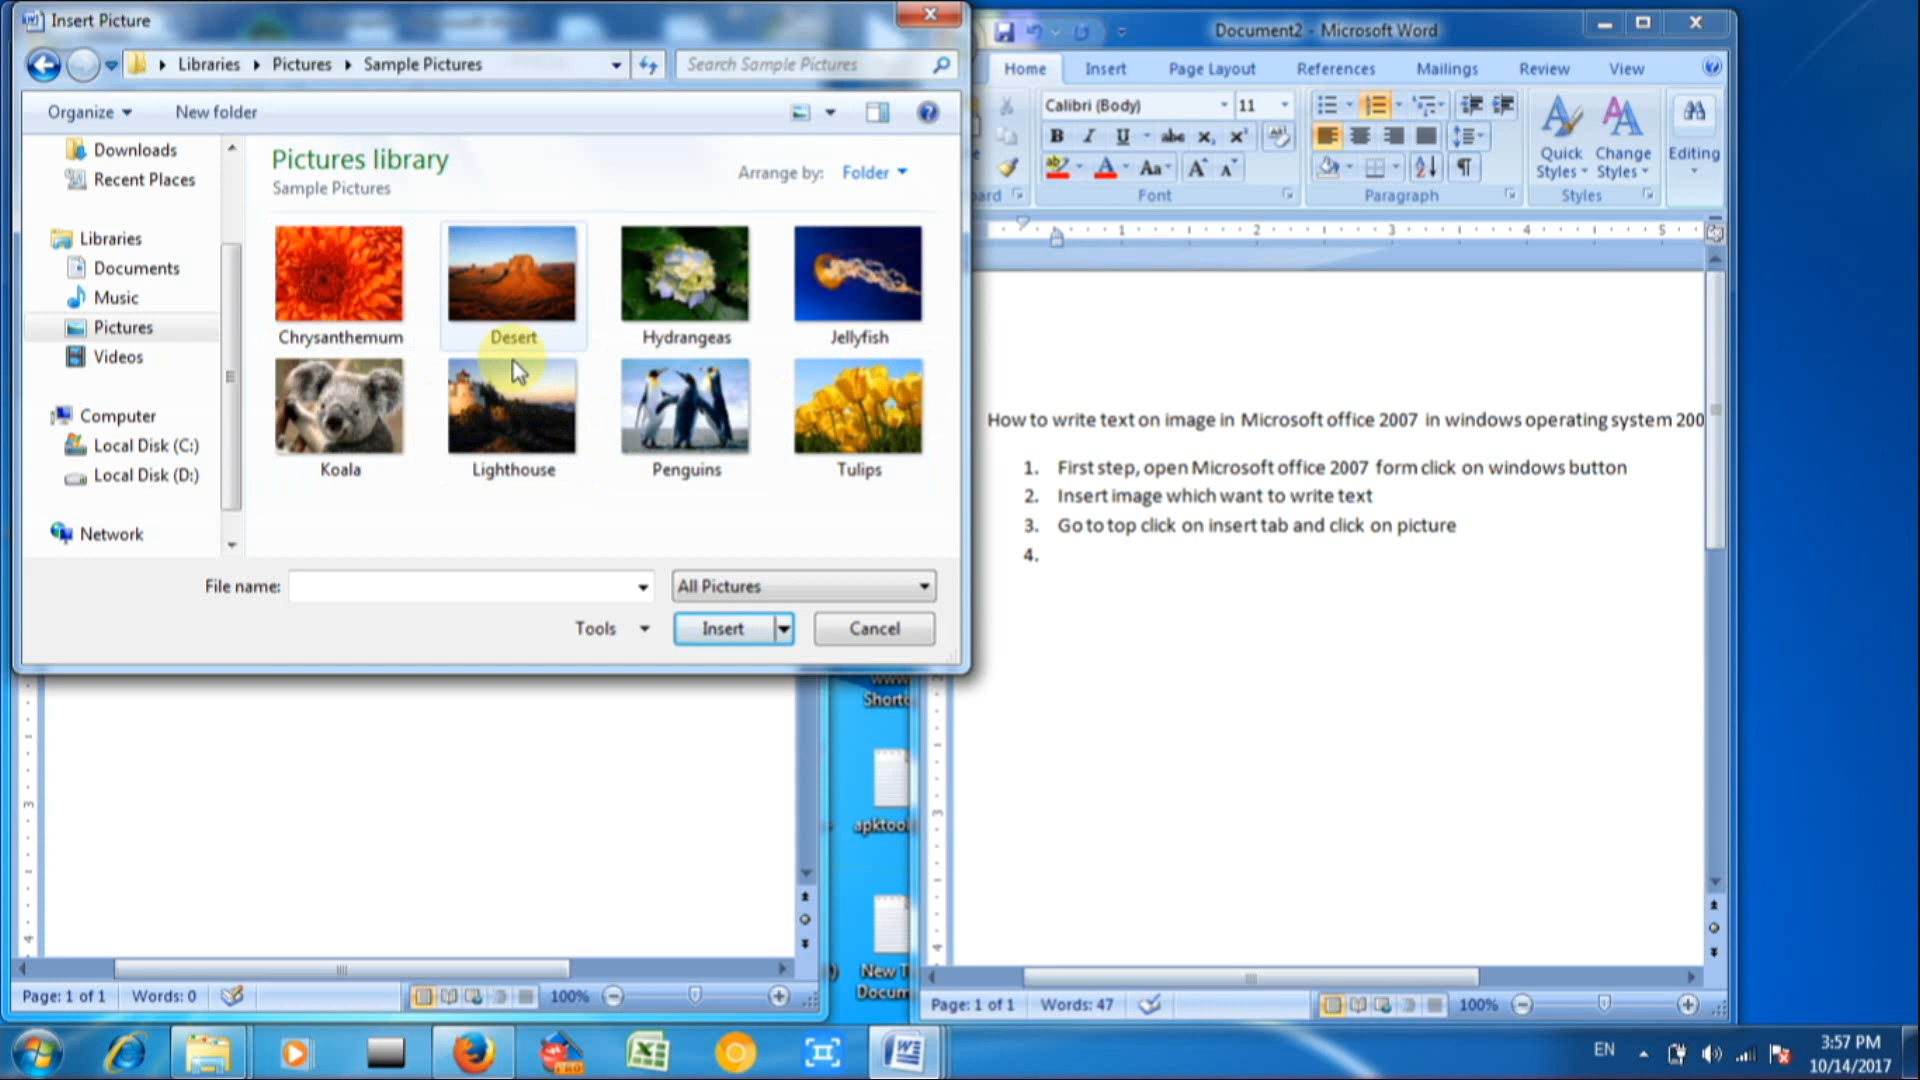 Insert Picture
Libraries
Pictures
Sample Pictures
Search Sample Pictures
Organize
New folder
Downloads
Recent Places
Libraries
Documents
Music
Pictures
Videos
Computer
Local Disk (C:)
Local Disk (D:)
Network
Pictures library
Sample Pictures
Arrange by:
Folder
Chrysanthemum
Desert
Hydrangeas
Jellyfish
Koala
Lighthouse
Penguins
Tulips
File name:
All Pictures
Tools
Insert
Cancel
Page: 1 of 1
Words: 0
100%
Shorto
apktool
New T
Docum
Document2 - Microsoft Word
Home
Insert
Page Layout
References
Mailings
Review
View
Calibri (Body)
11
Quick Styles
Change Styles
Editing
Font
Paragraph
Styles
How to write text on image in Microsoft office 2007 in windows operating system 200
1. First step, open Microsoft office 2007 form click on windows button
2. Insert image which want to write text
3. Go to top click on insert tab and click on picture
4.
Page: 1 of 1
Words: 47
100%
EN
3:57 PM
10/14/2017